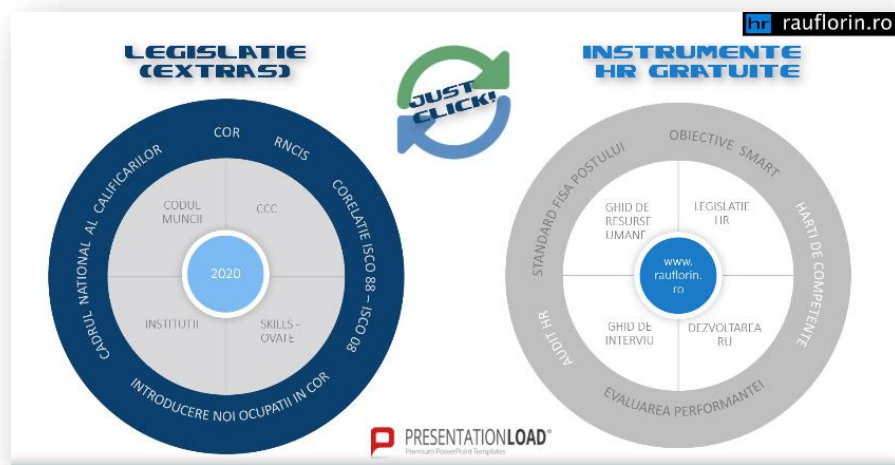 hr rauflorin.ro
LEGISLATIE
(EXTRAS)
JUST
CLICK!
INSTRUMENTE
HR GRATUITE
CADRUL NATIONAL AL CALIFICARILOR
COR
RNCIS
CORELATIE ISCO 88 – ISCO 08
INTRODUCERE NOI OCUPATII IN COR
CODUL
MUNCII
CCC
2020
INSTITUTII
SKILLS -
OVATE
STANDARD FISA POSTULUI
OBIECTIVE SMART
HARTI DE COMPETENTE
EVALUAREA PERFORMANTEI
AUDIT HR
GHID DE
RESURSE
UMANE
LEGISLATIE
HR
www.
rauflorin.
ro
GHID DE
INTERVIU
DEZVOLTAREA
RU
PRESENTATIONLOAD®
Premium PowerPoint Templates